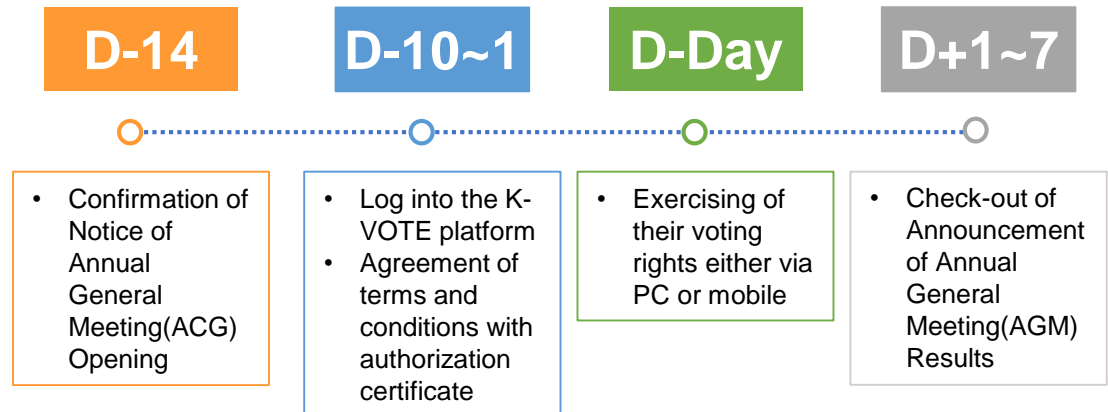 D-14
D-10~1
D-Day
D+1~7
• Confirmation of
Notice of
Annual
General
Meeting(ACG)
Opening
• Log into the K-
VOTE platform
• Agreement of
terms and
conditions with
authorization
certificate
• Exercising of
their voting
rights either via
PC or mobile
• Check-out of
Announcement
of Annual
General
Meeting(AGM)
Results